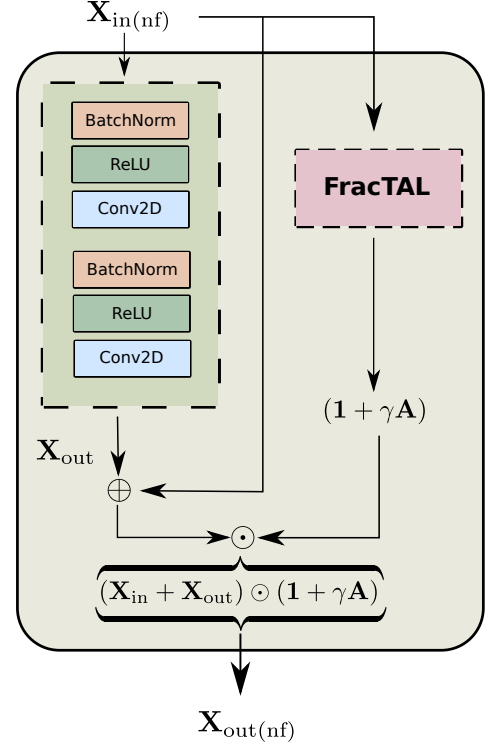 X_in(nf)
BatchNorm
ReLU
Conv2D
BatchNorm
ReLU
Conv2D
FracTAL
(1 + γA)
X_out
⊕
⊙
(X_in + X_out) ⊙ (1 + γA)
X_out(nf)